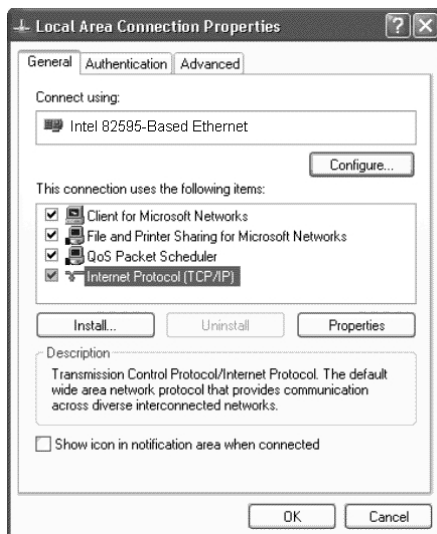 Local Area Connection Properties
General Authentication Advanced
Connect using:
Intel 82595-Based Ethernet
Configure...
This connection uses the following items:
Client for Microsoft Networks
File and Printer Sharing for Microsoft Networks
QoS Packet Scheduler
Internet Protocol (TCP/IP)
Install... Uninstall Properties
Description
Transmission Control Protocol/Internet Protocol. The default
wide area network protocol that provides communication
across diverse interconnected networks.
Show icon in notification area when connected
OK Cancel